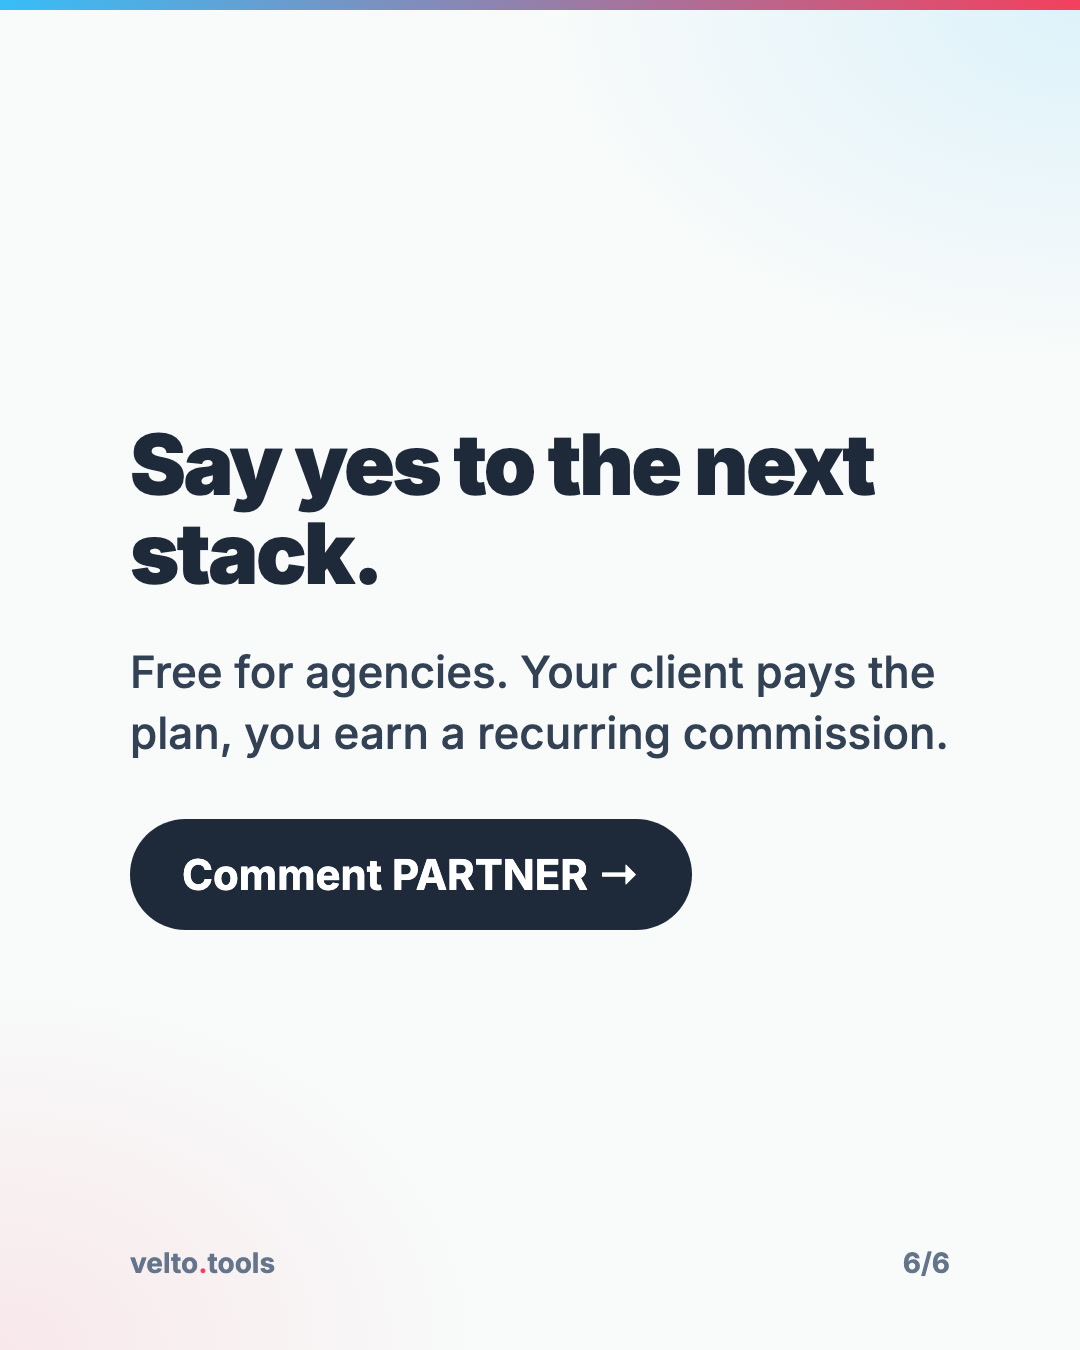 Say yes to the next
stack.
Free for agencies. Your client pays the
plan, you earn a recurring commission.
Comment PARTNER →
velto.tools
6/6